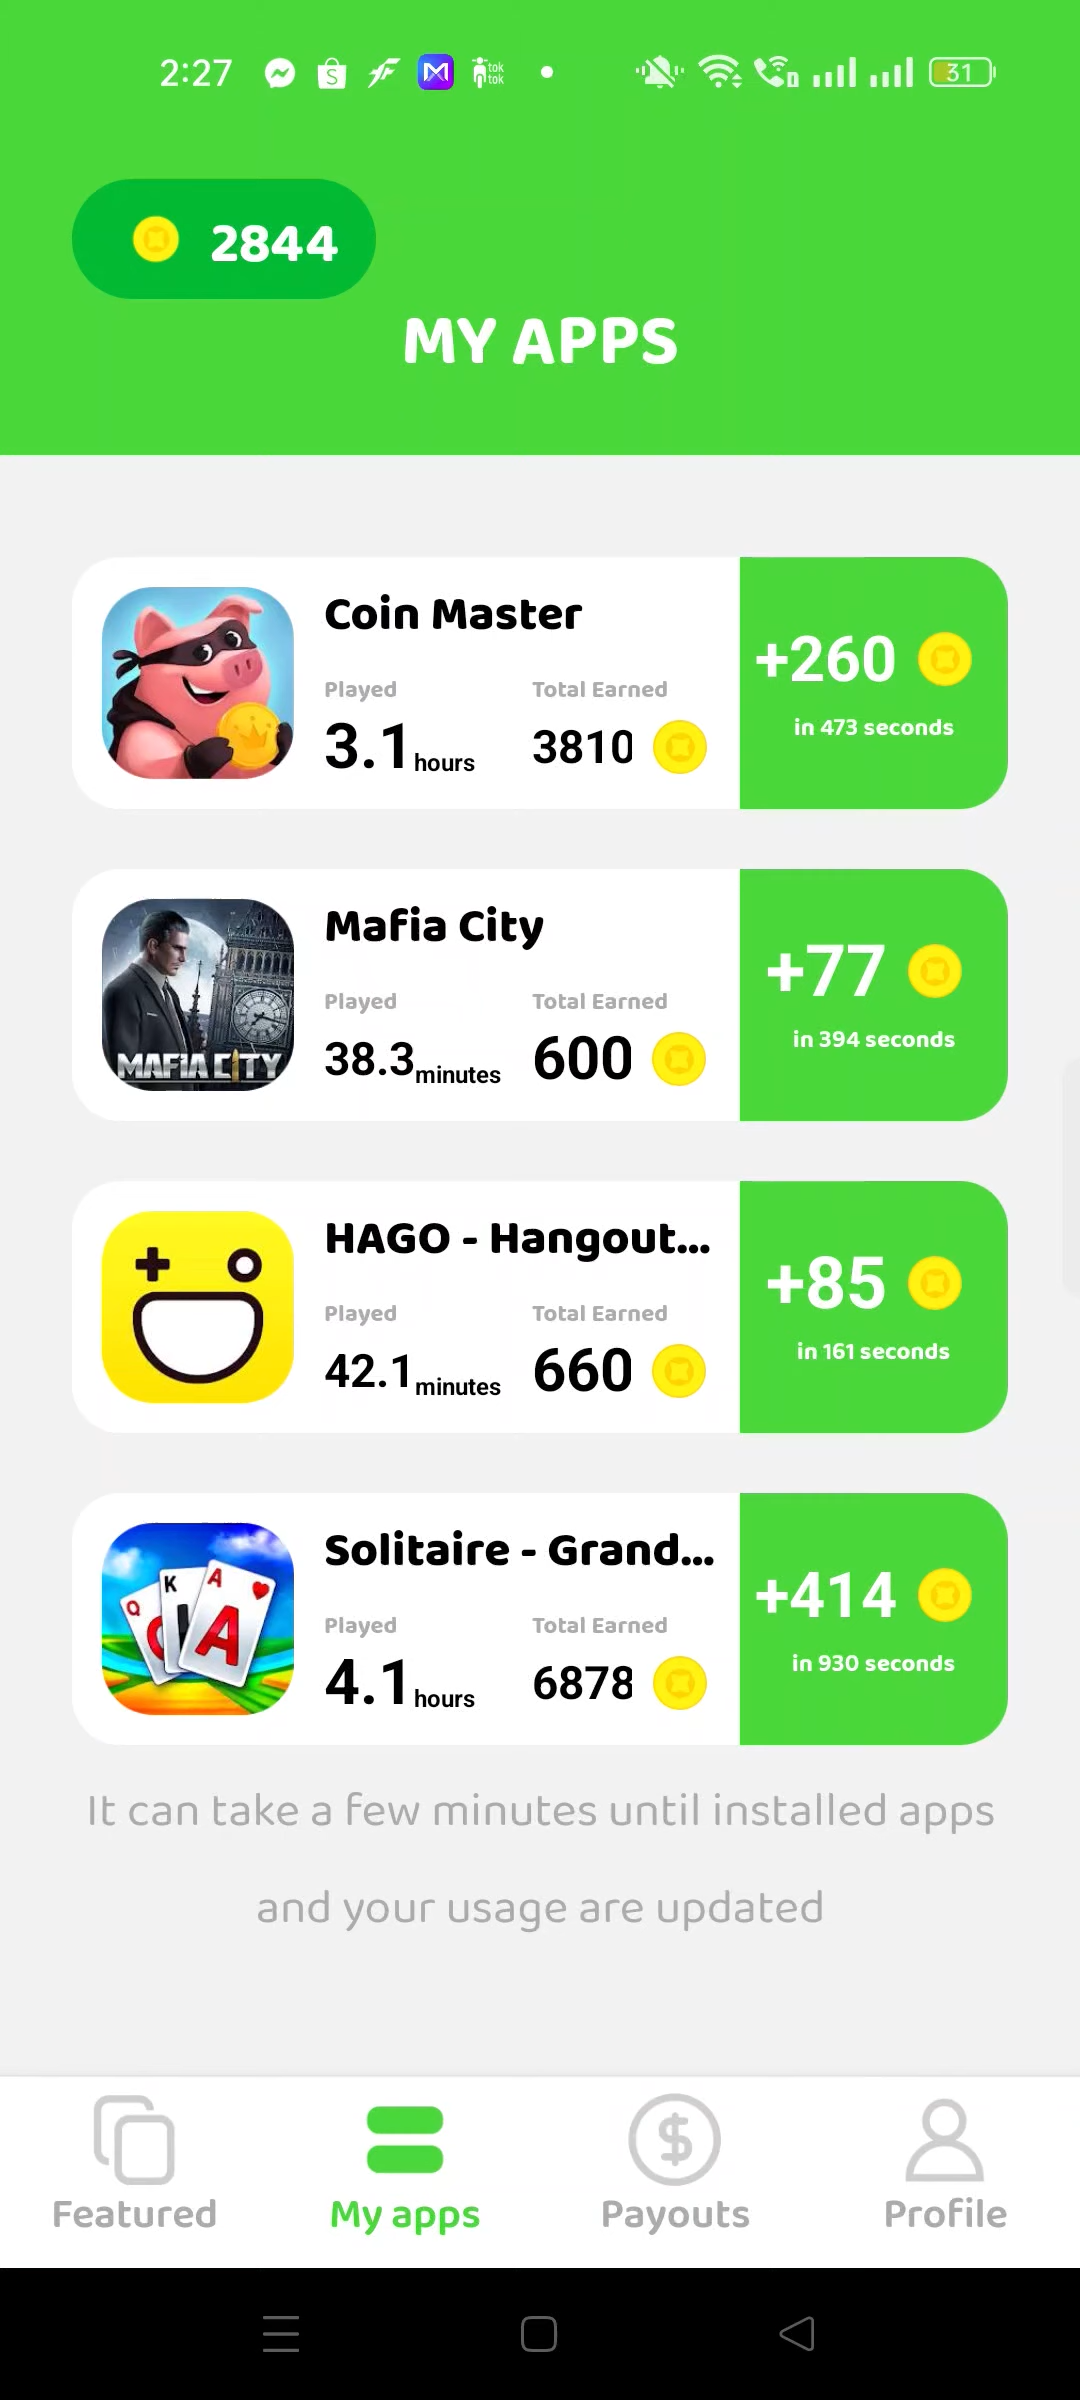 2:27
tok
tok
31
2844
MY APPS
Coin Master
Played
Total Earned
3.1 hours
3810
+260
in 473 seconds
MAFIA CITY
Mafia City
Played
Total Earned
38.3 minutes
600
+77
in 394 seconds
HAGO - Hangout...
Played
Total Earned
42.1 minutes
660
+85
in 161 seconds
Q
K
A
A
Solitaire - Grand...
Played
Total Earned
4.1 hours
6878
+414
in 930 seconds
It can take a few minutes until installed apps
and your usage are updated
Featured
My apps
Payouts
Profile